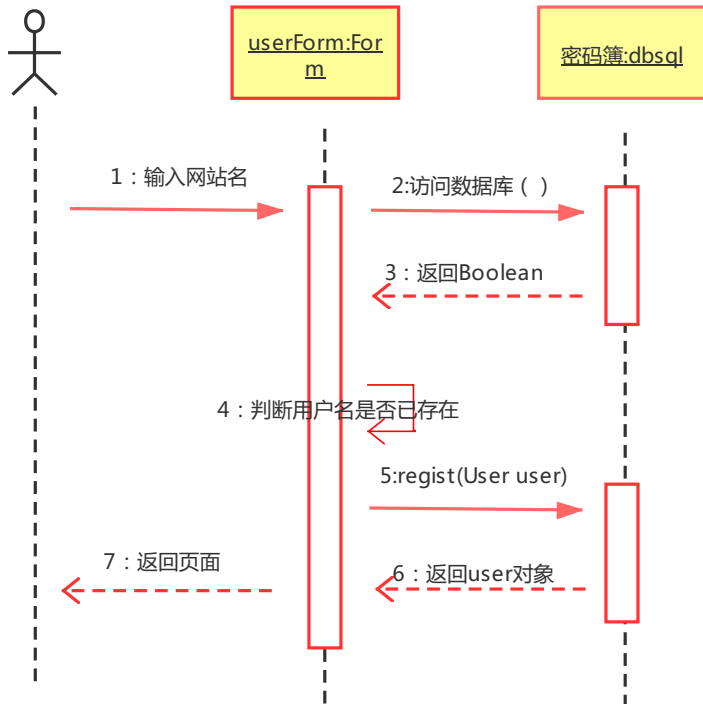 userForm:For
m
密码簿:dbsql
1：输入网站名
2:访问数据库（ ）
3：返回Boolean
4：判断用户名是否已存在
5:regist(User user)
7：返回页面
6：返回user对象